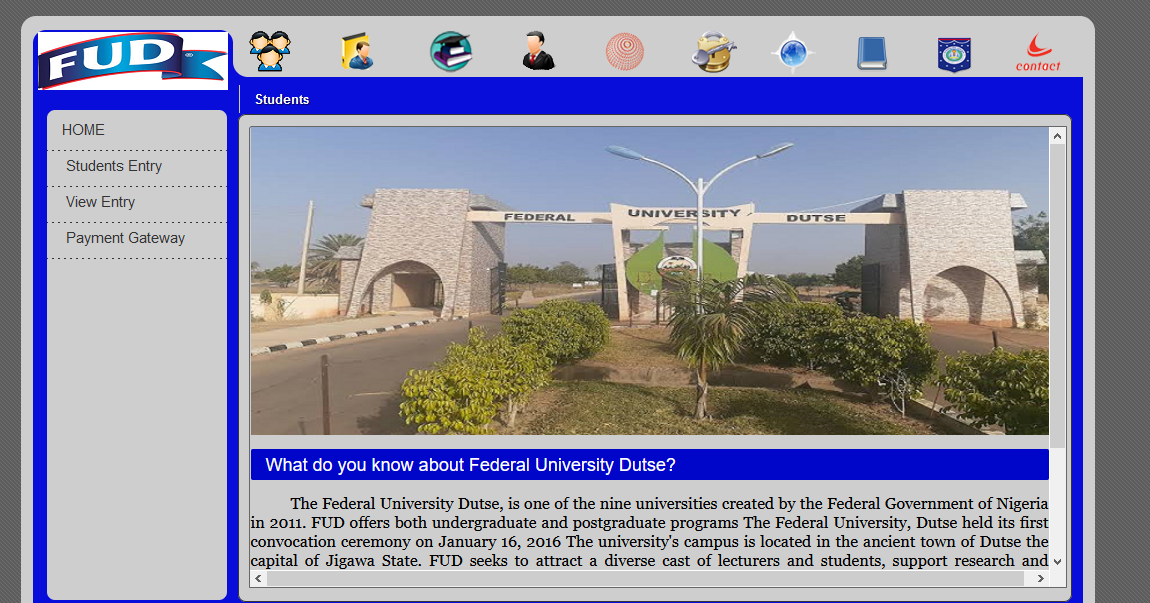 FUD
contact
Students
HOME
Students Entry
View Entry
Payment Gateway
FEDERAL UNIVERSITY DUTSE
What do you know about Federal University Dutse?
The Federal University Dutse, is one of the nine universities created by the Federal Government of Nigeria
in 2011. FUD offers both undergraduate and postgraduate programs The Federal University, Dutse held its first
convocation ceremony on January 16, 2016 The university's campus is located in the ancient town of Dutse the
capital of Jigawa State. FUD seeks to attract a diverse cast of lecturers and students, support research and